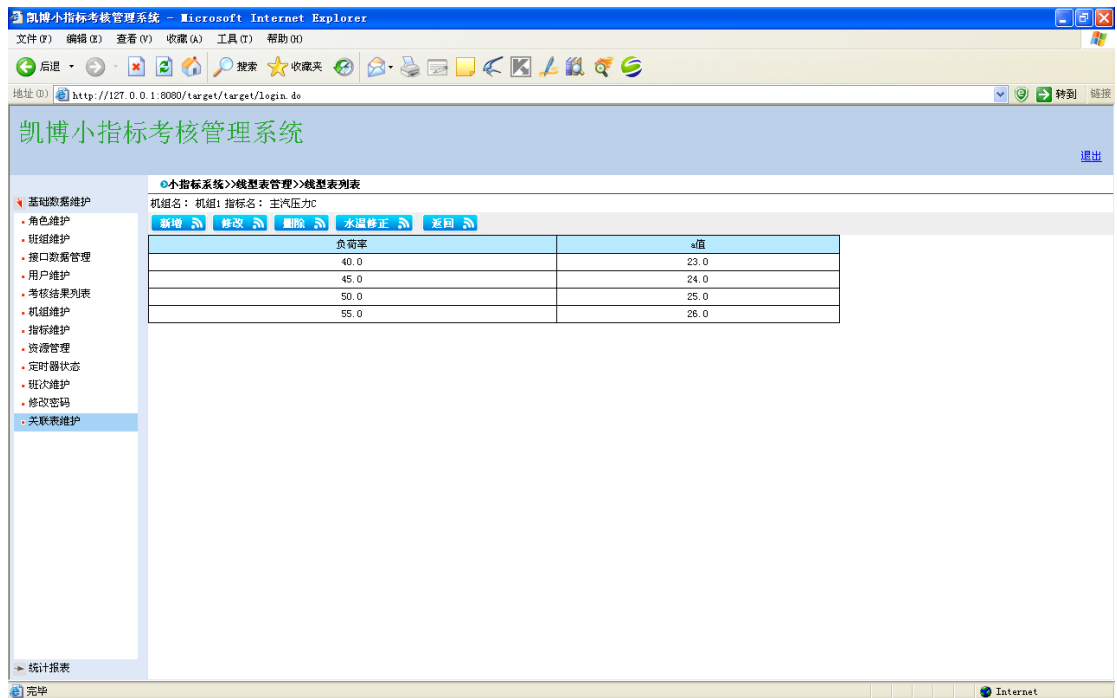 凯博小指标考核管理系统 - Microsoft Internet Explorer
文件(F) 编辑(E) 查看(V) 收藏(A) 工具(T) 帮助(H)
后退 搜索 收藏夹
地址(D) http://127.0.0.1:8080/target/target/login.do 转到 链接
凯博小指标考核管理系统
退出
小指标系统>>线型表管理>>线型表列表
基础数据维护
角色维护
班组维护
接口数据管理
用户维护
考核结果列表
机组维护
指标维护
资源管理
定时器状态
班次维护
修改密码
关联表维护
统计报表
机组名: 机组1 指标名: 主汽压力C
新增 修改 删除 水温修正 返回
负荷率 a值
40.0 23.0
45.0 24.0
50.0 25.0
55.0 26.0
完毕 Internet